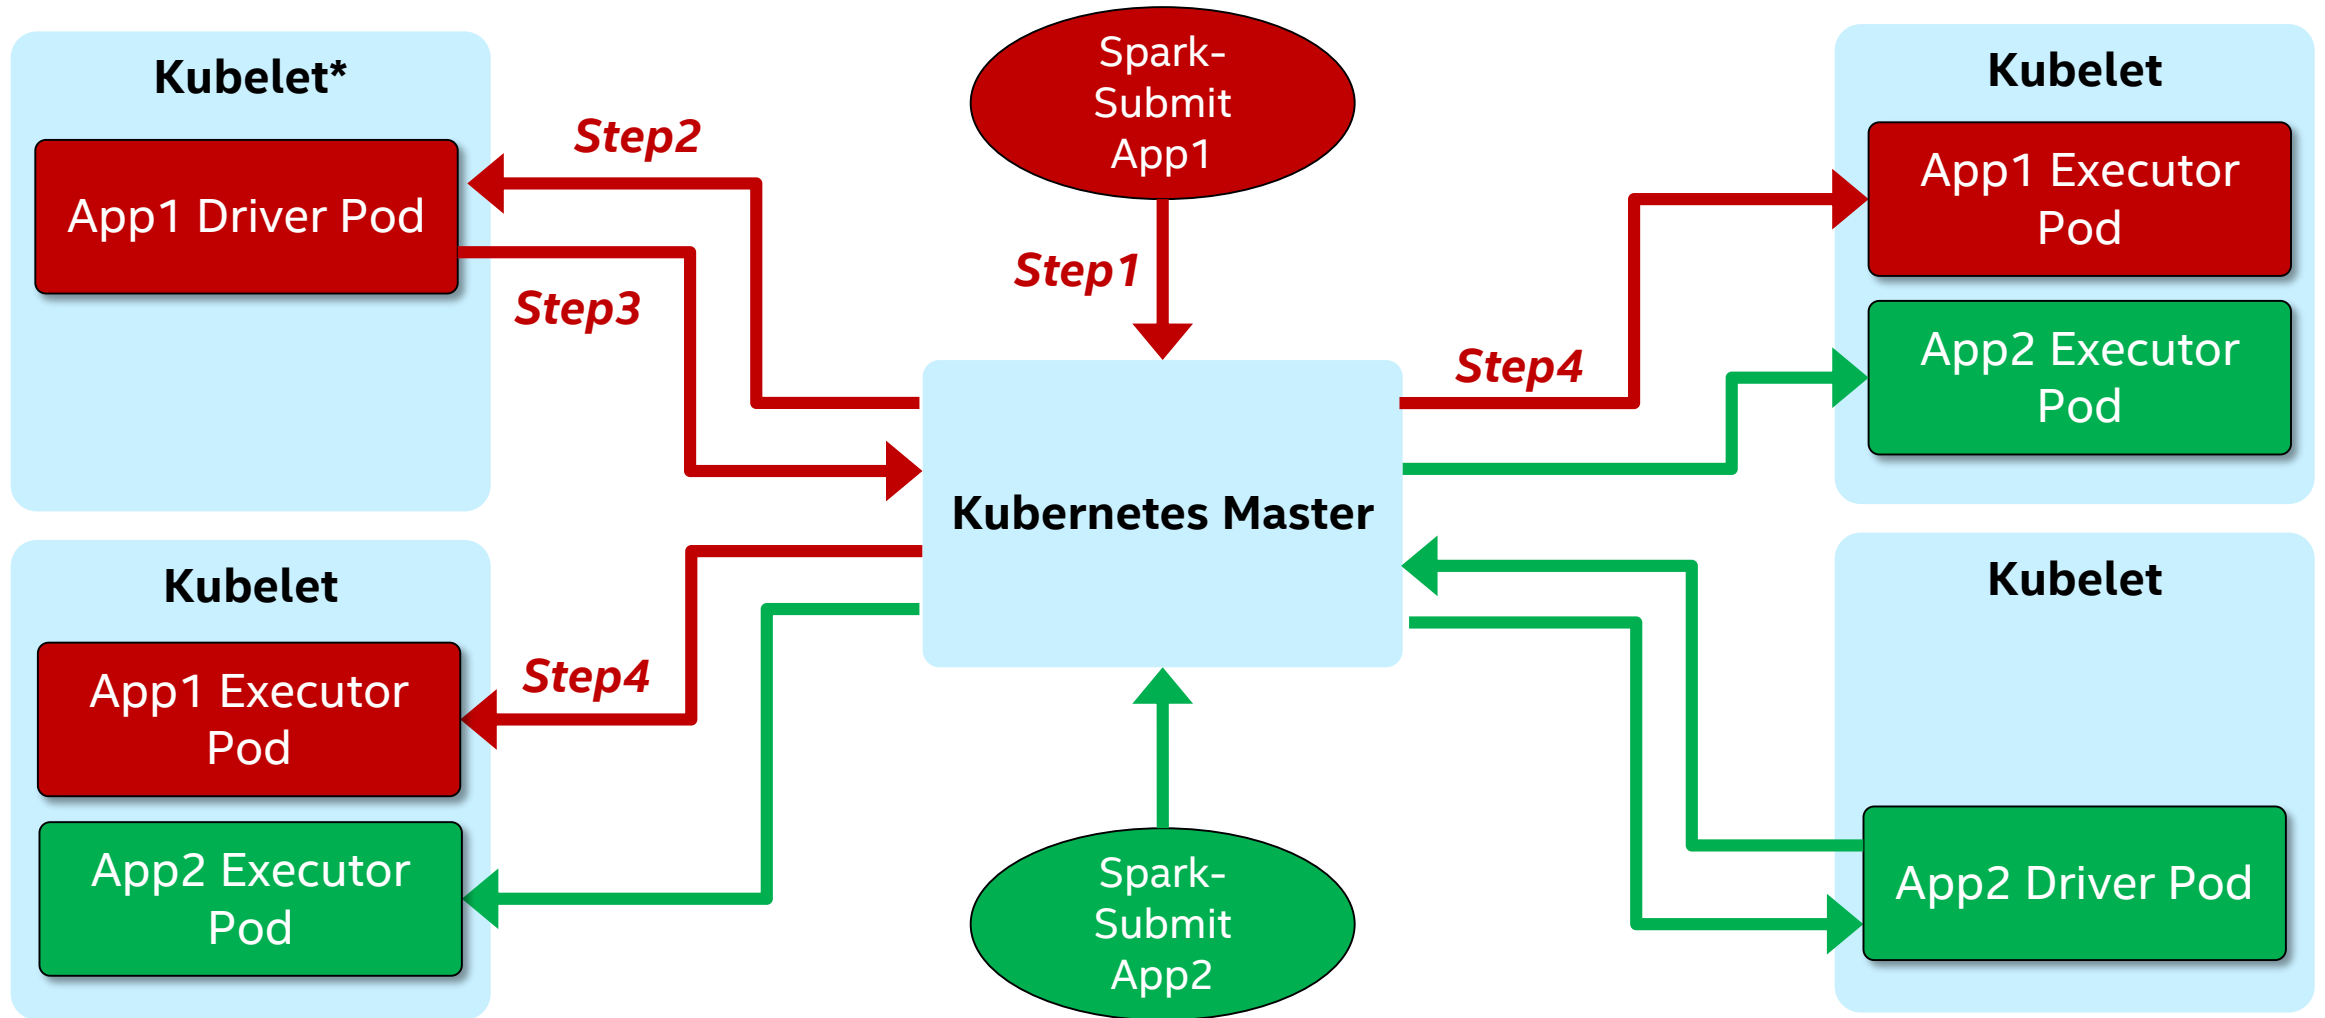 Kubelet*
App1 Driver Pod
Step2
Step3
Spark-
Submit
App1
Step1
Kubelet
App1 Executor
Pod
App2 Executor
Pod
Step4
Kubernetes Master
Kubelet
App1 Executor
Pod
App2 Executor
Pod
Step4
Spark-
Submit
App2
Kubelet
App2 Driver Pod